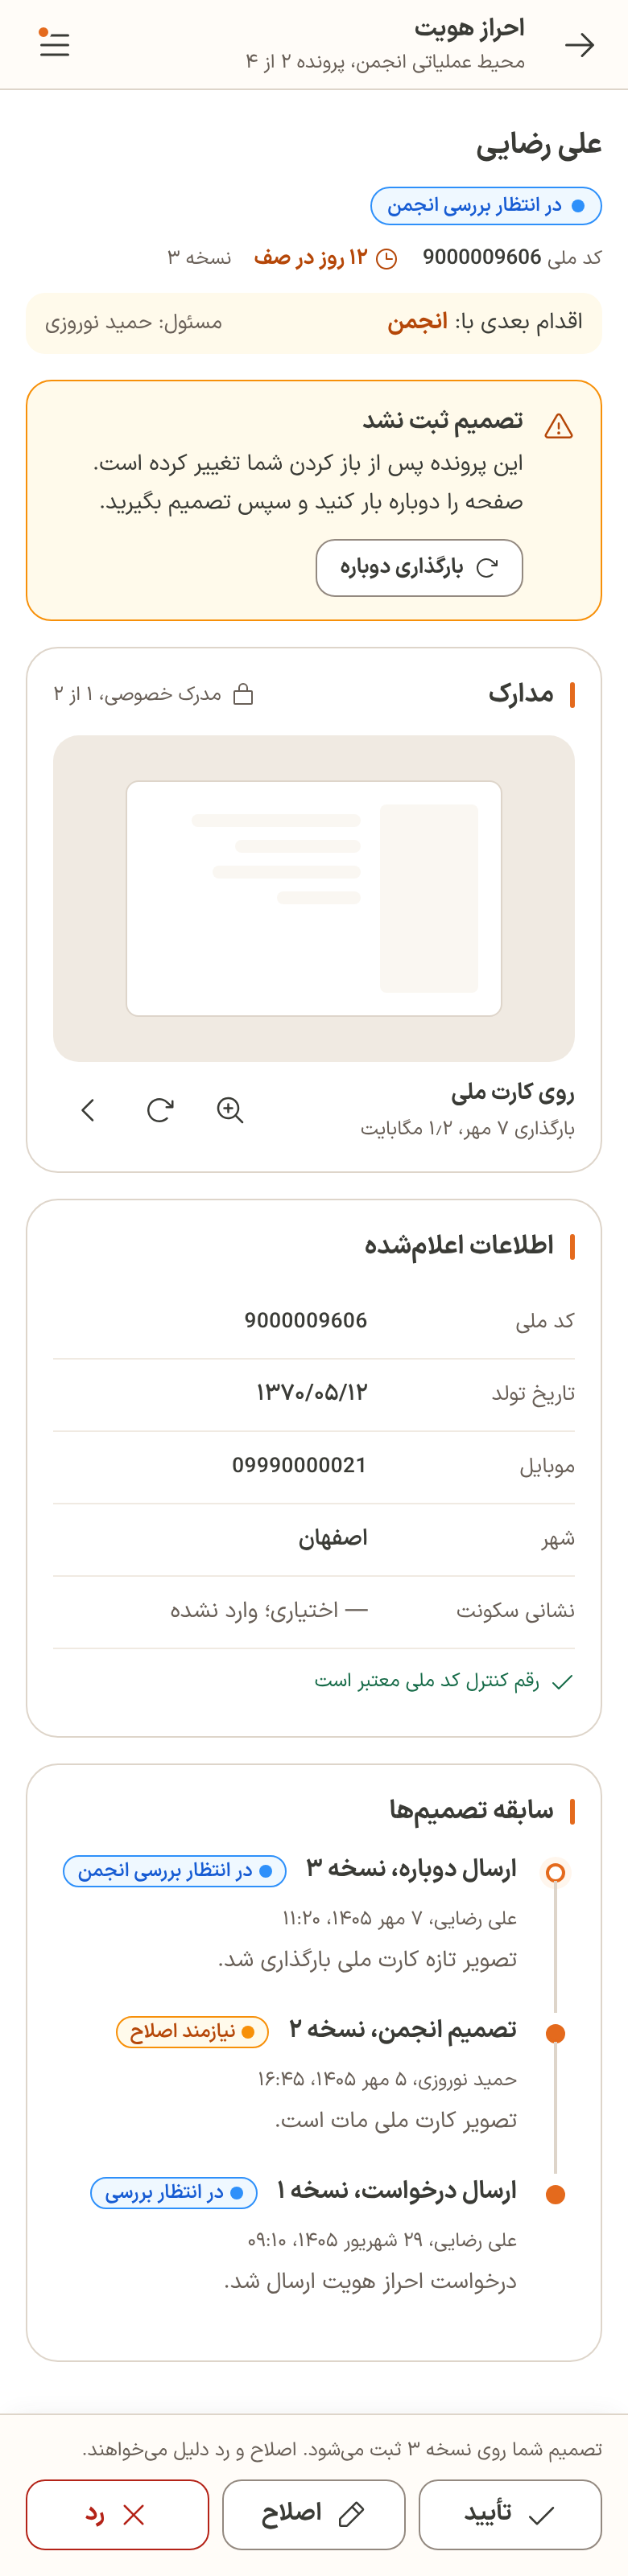 احراز هویت
محیط عملیاتی انجمن، پرونده ۲ از ۴
علی رضایی
در انتظار بررسی انجمن
کد ملی 9000009606 ۱۲ روز در صف نسخه ۳
اقدام بعدی با: انجمن مسئول: حمید نوروزی
تصمیم ثبت نشد
این پرونده پس از باز کردن شما تغییر کرده است.
صفحه را دوباره بار کنید و سپس تصمیم بگیرید.
بارگذاری دوباره
مدارک مدرک خصوصی، ۱ از ۲
روی کارت ملی
بارگذاری ۷ مهر، ۱٫۲ مگابایت
اطلاعات اعلام‌شده
کد ملی 9000009606
تاریخ تولد ۱۳۷۰/۰۵/۱۲
موبایل 09990000021
شهر اصفهان
نشانی سکونت — اختیاری؛ وارد نشده
رقم کنترل کد ملی معتبر است
سابقه تصمیم‌ها
ارسال دوباره، نسخه ۳ در انتظار بررسی انجمن
علی رضایی، ۷ مهر ۱۴۰۵، ۱۱:۲۰
تصویر تازه کارت ملی بارگذاری شد.
تصمیم انجمن، نسخه ۲ نیازمند اصلاح
حمید نوروزی، ۵ مهر ۱۴۰۵، ۱۶:۴۵
تصویر کارت ملی مات است.
ارسال درخواست، نسخه ۱ در انتظار بررسی
علی رضایی، ۲۹ شهریور ۱۴۰۵، ۰۹:۱۰
درخواست احراز هویت ارسال شد.
تصمیم شما روی نسخه ۳ ثبت می‌شود. اصلاح و رد دلیل می‌خواهند.
تأیید اصلاح رد